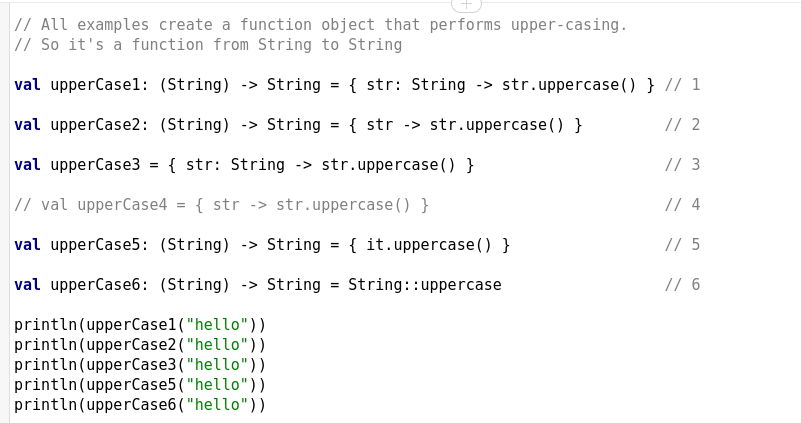 // All examples create a function object that performs upper-casing.
// So it's a function from String to String
val upperCase1: (String) -> String = { str: String -> str.uppercase() } // 1
val upperCase2: (String) -> String = { str -> str.uppercase() }         // 2
val upperCase3 = { str: String -> str.uppercase() }                     // 3
// val upperCase4 = { str -> str.uppercase() }                          // 4
val upperCase5: (String) -> String = { it.uppercase() }                 // 5
val upperCase6: (String) -> String = String::uppercase                  // 6
println(upperCase1("hello"))
println(upperCase2("hello"))
println(upperCase3("hello"))
println(upperCase5("hello"))
println(upperCase6("hello"))